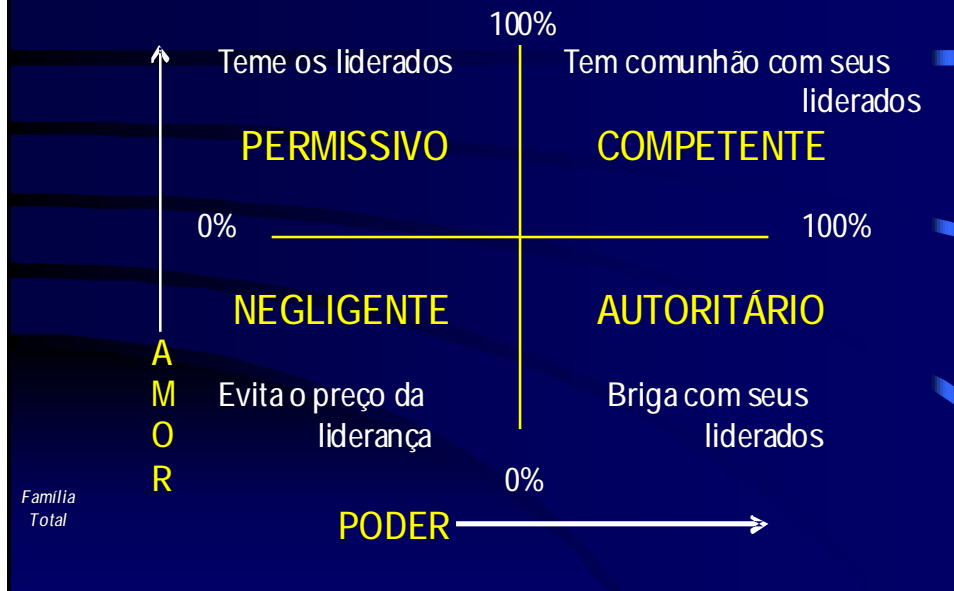 100%
Teme os liderados
Tem comunhão com seus
liderados
PERMISSIVO
COMPETENTE
0%
100%
NEGLIGENTE
AUTORITÁRIO
A
M
O
R
Evita o preço da
liderança
Briga com seus
liderados
0%
Família
Total
PODER